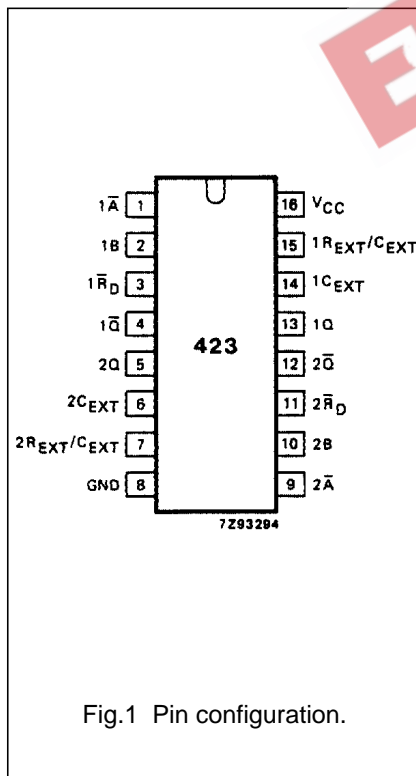 1A̅ 1 16 VCC
1B 2 15 1REXT/CEXT
1R̅D 3 14 1CEXT
1Q̅ 4 13 1Q
423
2Q 5 12 2Q̅
2CEXT 6 11 2R̅D
2REXT/CEXT 7 10 2B
GND 8 9 2A̅
7Z93294
Fig.1 Pin configuration.